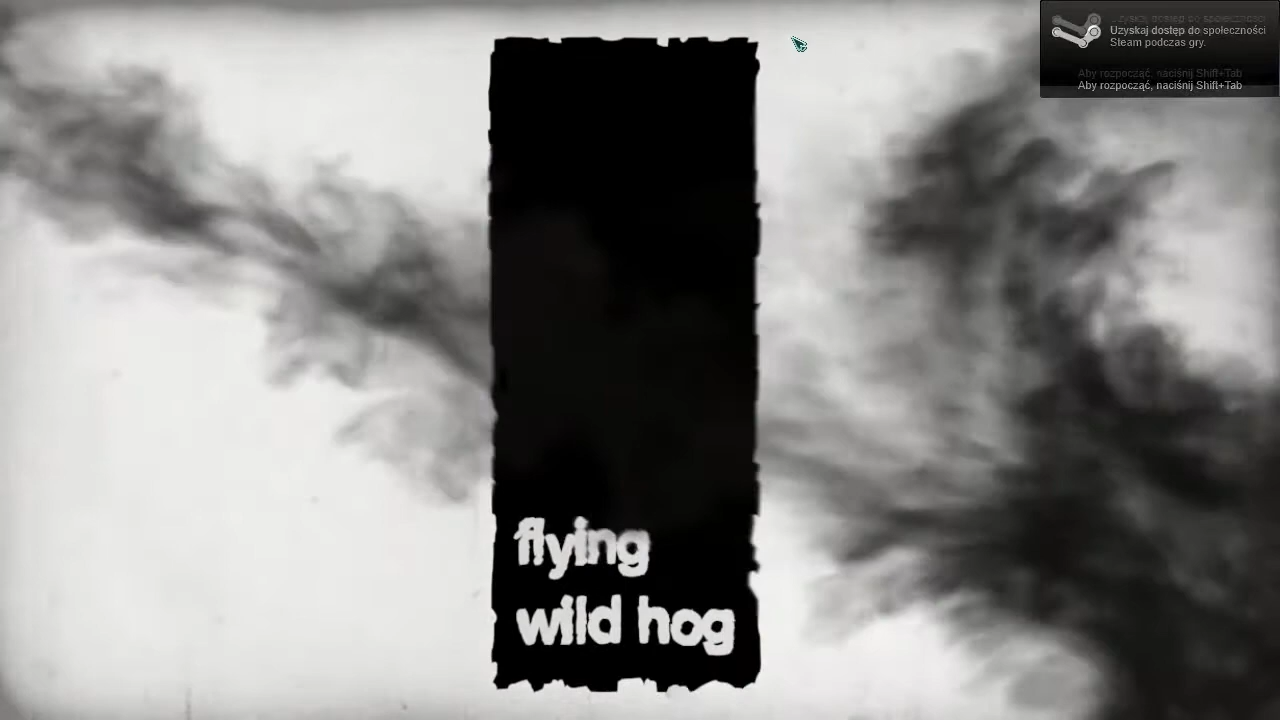 Uzyskaj dostęp do społeczności
Steam podczas gry.
Aby rozpocząć, naciśnij Shift+Tab
flying
wild hog